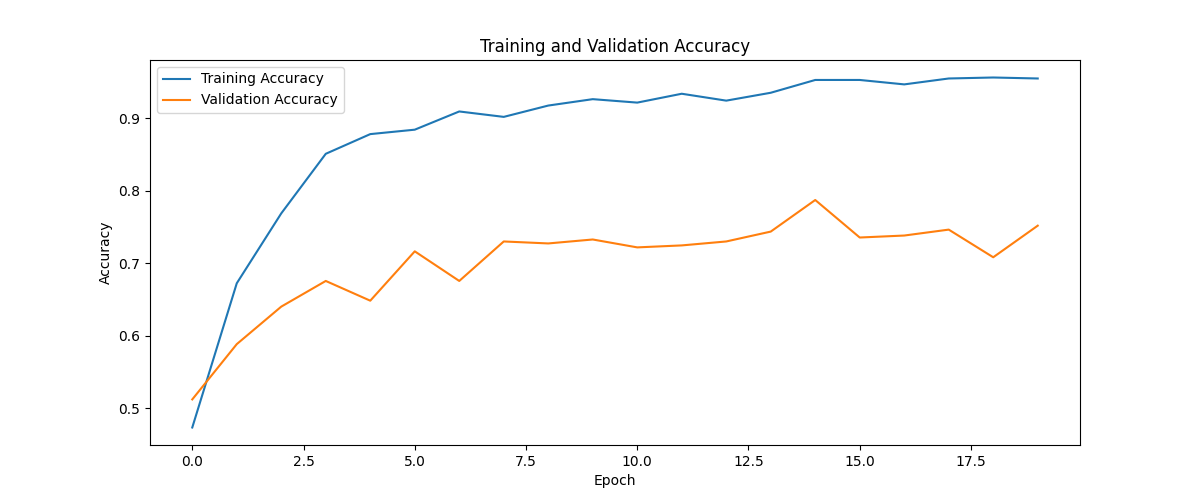 Training and Validation Accuracy
Training Accuracy
Validation Accuracy
Accuracy
0.9
0.8
0.7
0.6
0.5
0.0 2.5 5.0 7.5 10.0 12.5 15.0 17.5
Epoch